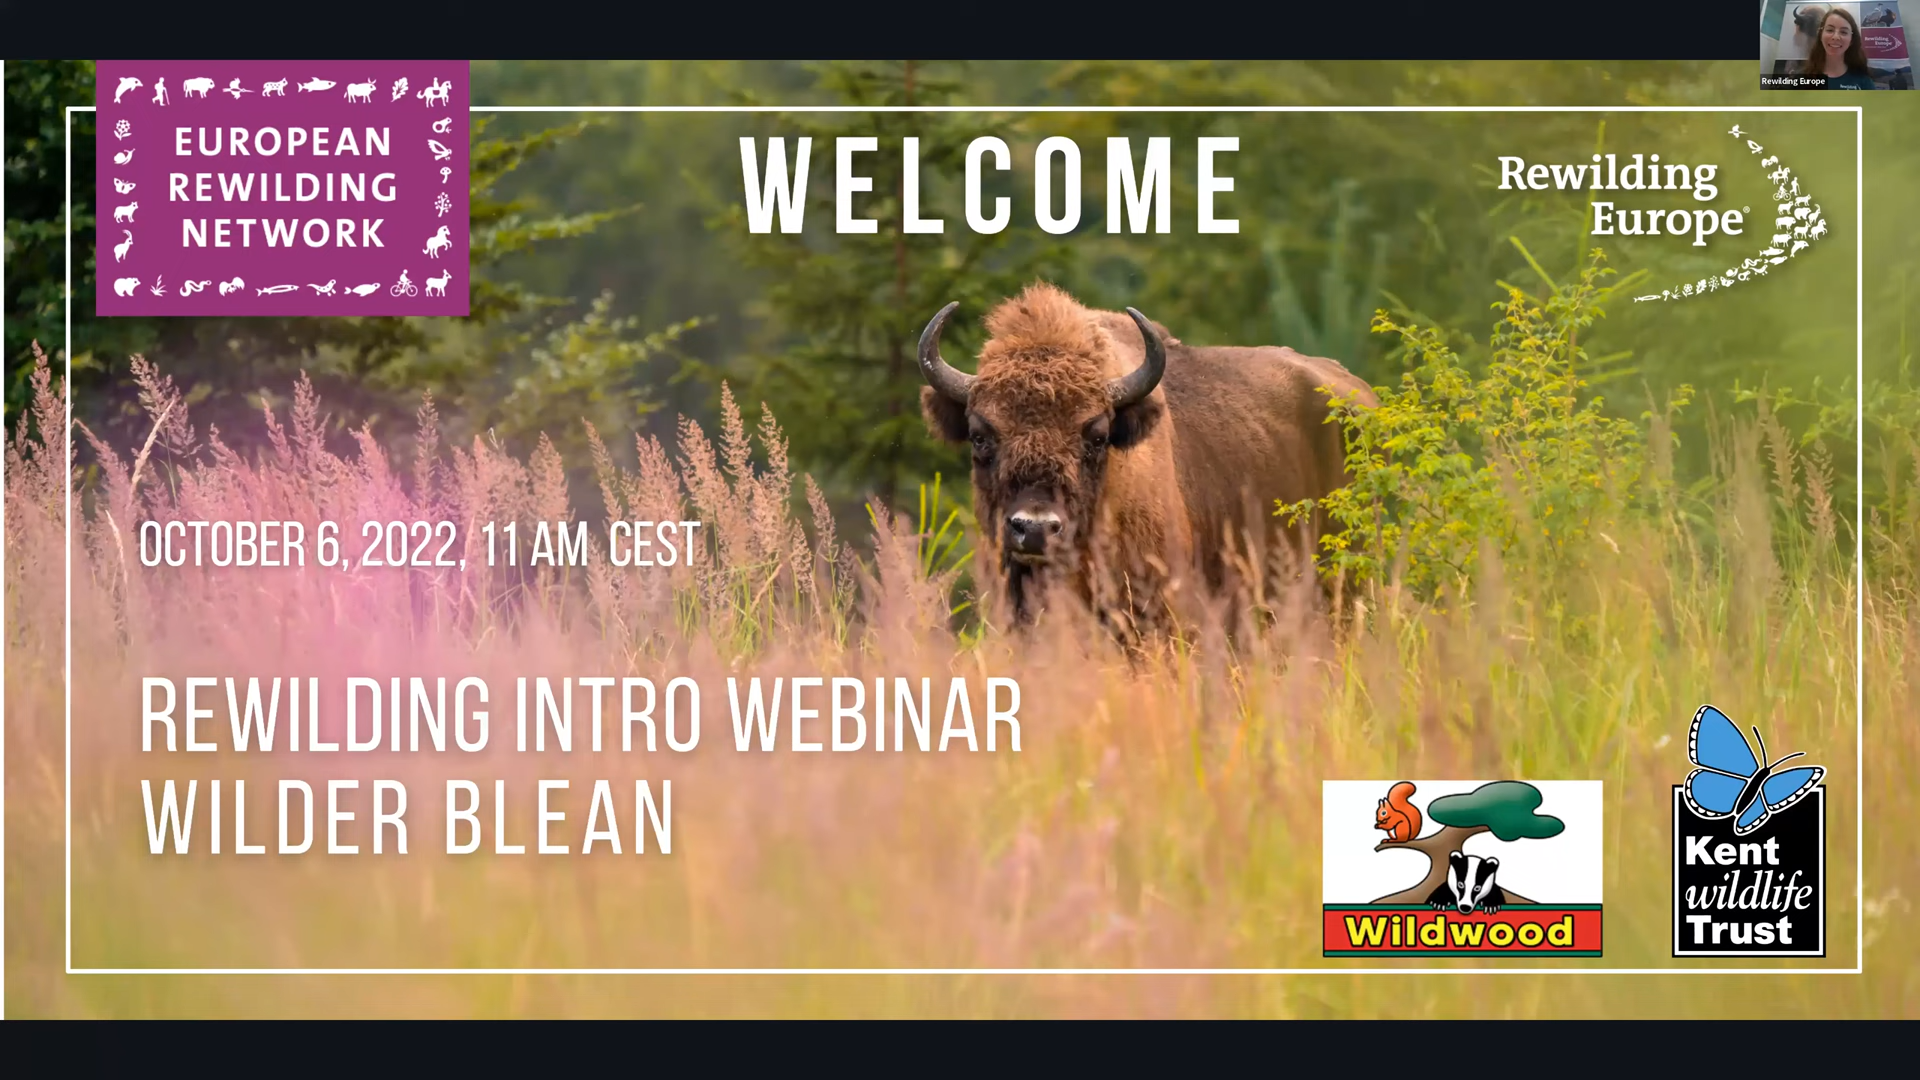 EUROPEAN
REWILDING
NETWORK
WELCOME
Rewilding
Europe®
Rewilding Europe
OCTOBER 6, 2022, 11 AM CEST
REWILDING INTRO WEBINAR
WILDER BLEAN
Wildwood
Kent
wildlife
Trust